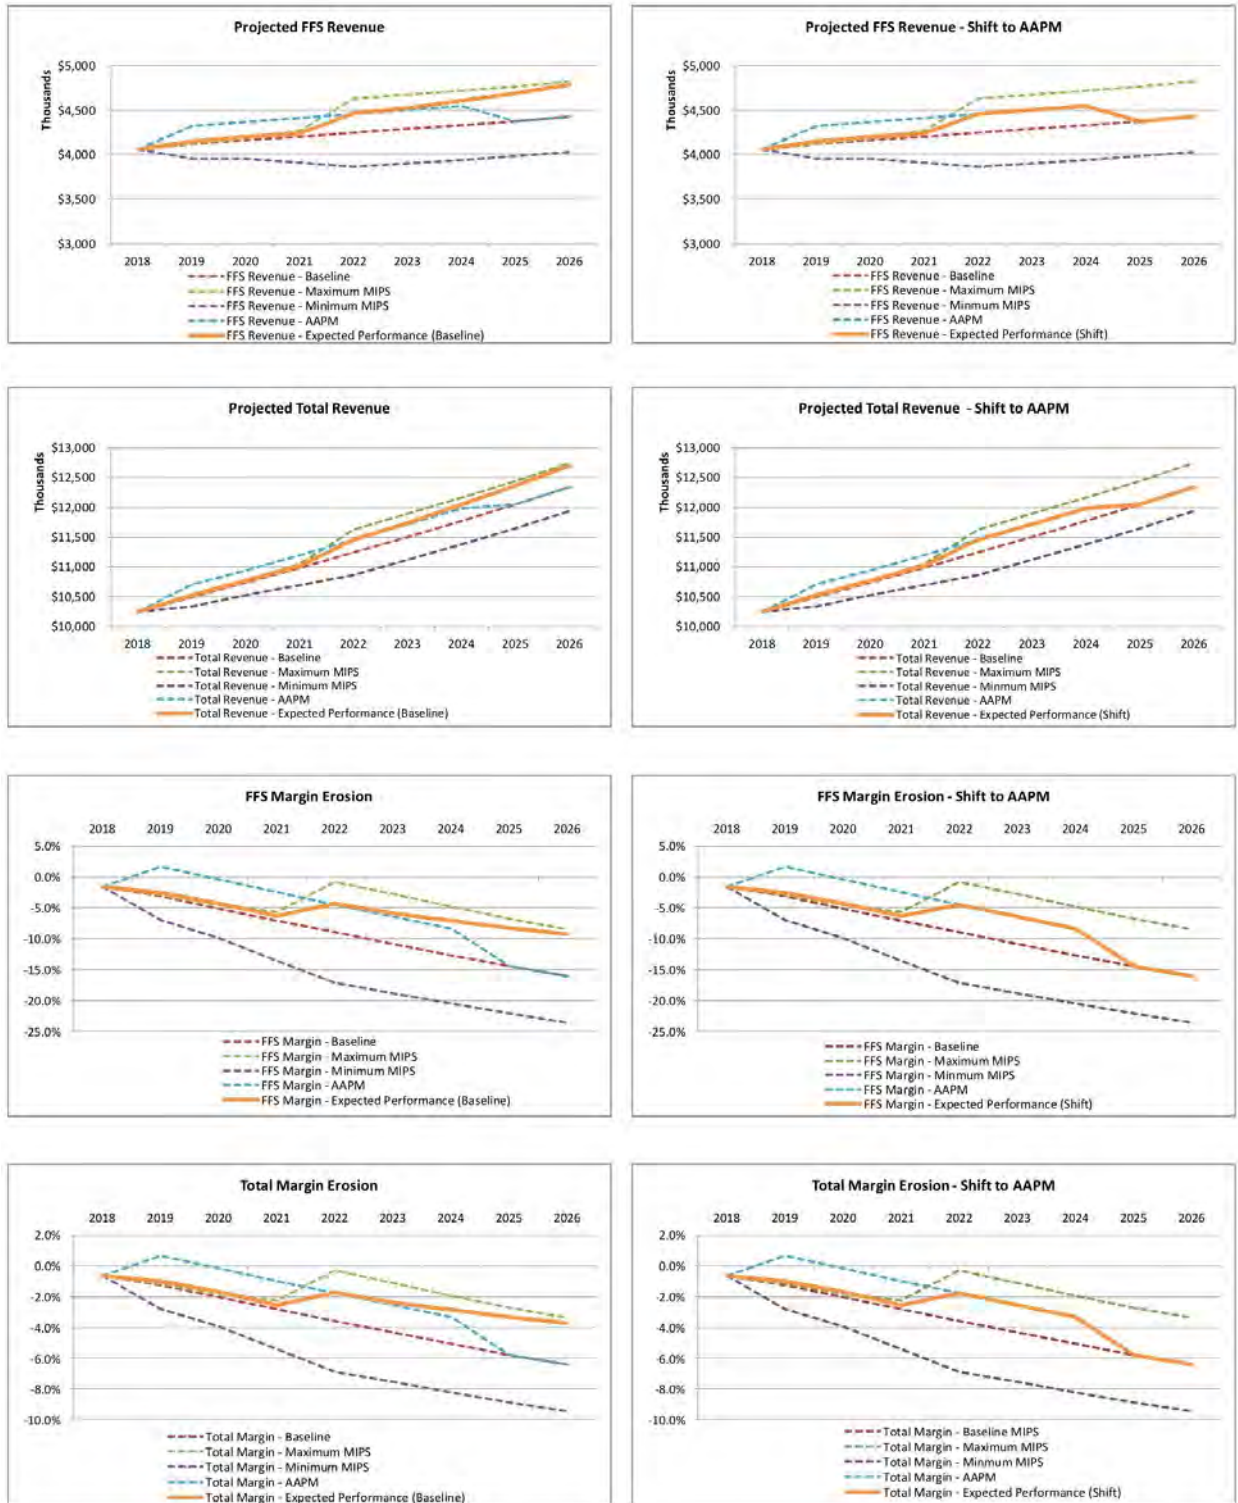 Projected FFS Revenue
Thousands
$5,000
$4,500
$4,000
$3,500
$3,000
2018 2019 2020 2021 2022 2023 2024 2025 2026
FFS Revenue - Baseline
FFS Revenue - Maximum MIPS
FFS Revenue - Minimum MIPS
FFS Revenue - AAPM
FFS Revenue - Expected Performance (Baseline)
Projected FFS Revenue - Shift to AAPM
Thousands
$5,000
$4,500
$4,000
$3,500
$3,000
2018 2019 2020 2021 2022 2023 2024 2025 2026
FFS Revenue - Baseline
FFS Revenue - Maximum MIPS
FFS Revenue - Minmum MIPS
FFS Revenue - AAPM
FFS Revenue - Expected Performance (Shift)
Projected Total Revenue
Thousands
$13,000
$12,500
$12,000
$11,500
$11,000
$10,500
$10,000
2018 2019 2020 2021 2022 2023 2024 2025 2026
Total Revenue - Baseline
Total Revenue - Maximum MIPS
Total Revenue - Minimum MIPS
Total Revenue - AAPM
Total Revenue - Expected Performance (Baseline)
Projected Total Revenue - Shift to AAPM
Thousands
$13,000
$12,500
$12,000
$11,500
$11,000
$10,500
$10,000
2018 2019 2020 2021 2022 2023 2024 2025 2026
Total Revenue - Baseline
Total Revenue - Maximum MIPS
Total Revenue - Minmum MIPS
Total Revenue - AAPM
Total Revenue - Expected Performance (Shift)
FFS Margin Erosion
2018 2019 2020 2021 2022 2023 2024 2025 2026
5.0%
0.0%
-5.0%
-10.0%
-15.0%
-20.0%
-25.0%
FFS Margin - Baseline
FFS Margin - Maximum MIPS
FFS Margin - Minimum MIPS
FFS Margin - AAPM
FFS Margin - Expected Performance (Baseline)
FFS Margin Erosion - Shift to AAPM
2018 2019 2020 2021 2022 2023 2024 2025 2026
5.0%
0.0%
-5.0%
-10.0%
-15.0%
-20.0%
-25.0%
FFS Margin - Baseline
FFS Margin - Maximum MIPS
FFS Margin - Minmum MIPS
FFS Margin - AAPM
FFS Margin - Expected Performance (Shift)
Total Margin Erosion
2018 2019 2020 2021 2022 2023 2024 2025 2026
2.0%
0.0%
-2.0%
-4.0%
-6.0%
-8.0%
-10.0%
Total Margin - Baseline
Total Margin - Maximum MIPS
Total Margin - Minimum MIPS
Total Margin - AAPM
Total Margin - Expected Performance (Baseline)
Total Margin Erosion - Shift to AAPM
2018 2019 2020 2021 2022 2023 2024 2025 2026
2.0%
0.0%
-2.0%
-4.0%
-6.0%
-8.0%
-10.0%
Total Margin - Baseline MIPS
Total Margin - Maximum MIPS
Total Margin - Minmum MIPS
Total Margin - AAPM
Total Margin - Expected Performance (Shift)